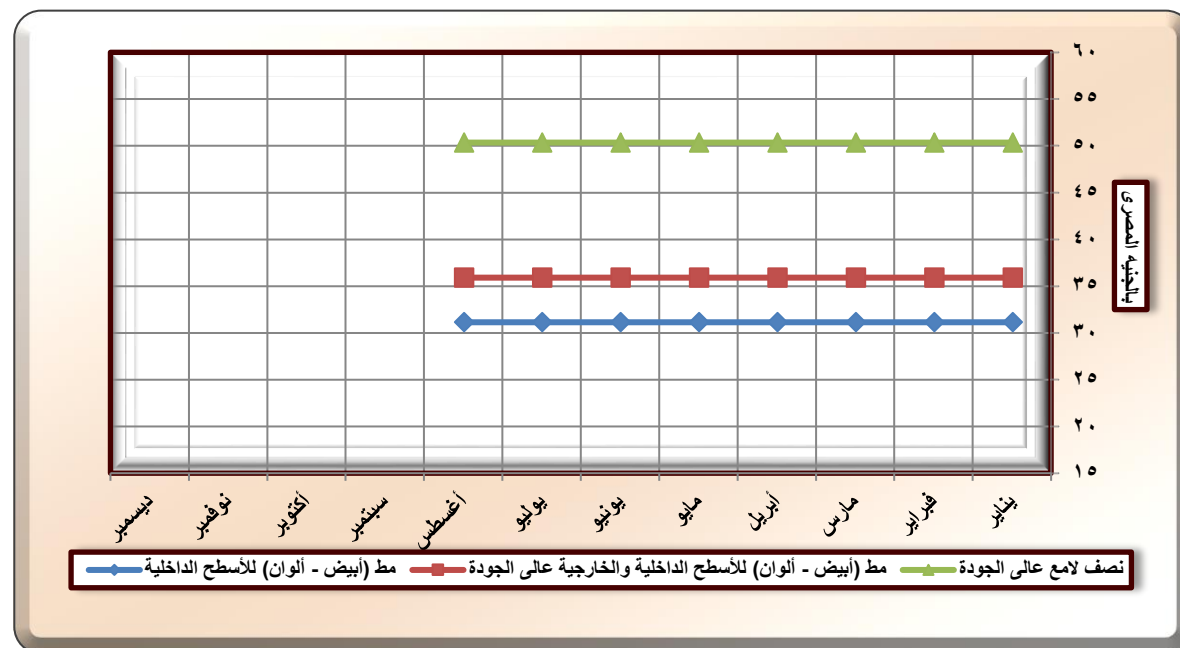 ٦٠
٥٥
٥٠
٤٥
٤٠
٣٥
٣٠
٢٥
٢٠
١٥
بالجنيه المصرى
يناير
فبراير
مارس
أبريل
مايو
يونيو
يوليو
أغسطس
سبتمبر
أكتوبر
نوفمبر
ديسمبر
نصف لامع عالى الجودة
مط (أبيض - ألوان) للأسطح الداخلية والخارجية عالى الجودة
مط (أبيض - ألوان) للأسطح الداخلية